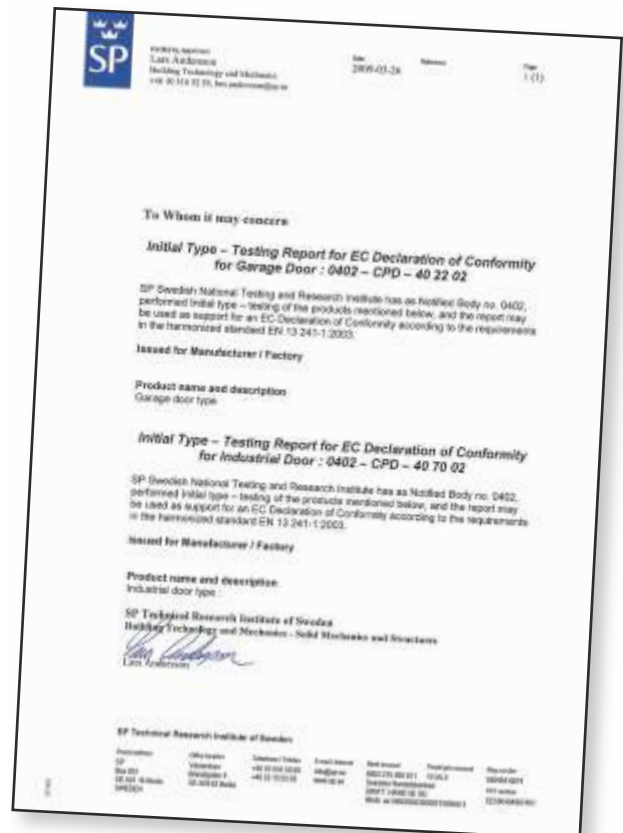 SP
Lars Andersson
Building Technology and Mechanics
Date
2009-03-26
Reference
Page
1 (1)
To Whom it may concern
Initial Type – Testing Report for EC Declaration of Conformity
for Garage Door : 0402 – CPD – 40 22 02
SP Swedish National Testing and Research Institute has as Notified Body no. 0402,
performed Initial type – testing of the products mentioned below, and the report may
be used as support for an EC Declaration of Conformity according to the requirements
in the harmonized standard EN 13 241-1:2003.
Issued for Manufacturer / Factory
Product name and description
Garage door type
Initial Type – Testing Report for EC Declaration of Conformity
for Industrial Door : 0402 – CPD – 40 70 02
SP Swedish National Testing and Research Institute has as Notified Body no. 0402,
performed Initial type – testing of the products mentioned below, and the report may
be used as support for an EC Declaration of Conformity according to the requirements
in the harmonized standard EN 13 241-1:2003.
Issued for Manufacturer / Factory
Product name and description
Industrial door type :
SP Technical Research Institute of Sweden
Building Technology and Mechanics - Solid Mechanics and Structures
Lars Andersson
SP Technical Research Institute of Sweden
SP
SWEDEN